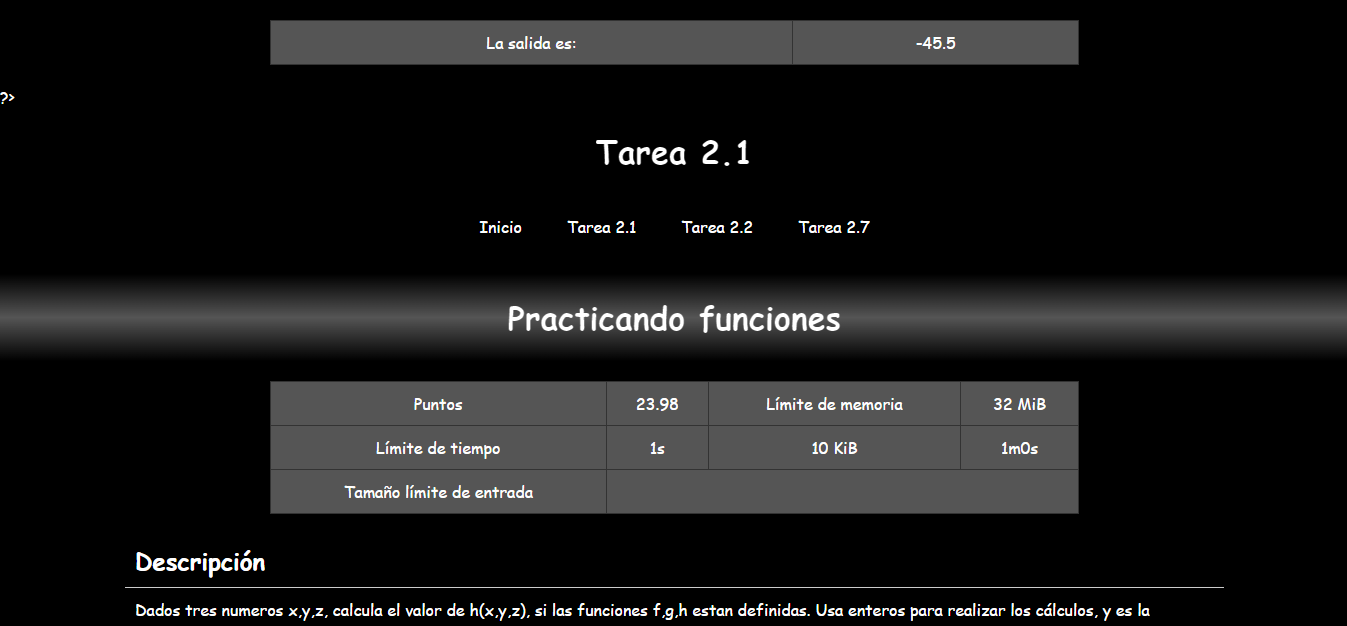 La salida es: -45.5
?>
Tarea 2.1
Inicio Tarea 2.1 Tarea 2.2 Tarea 2.7
Practicando funciones
Puntos 23.98 Límite de memoria 32 MiB
Límite de tiempo 1s 10 KiB 1m0s
Tamaño límite de entrada
Descripción
Dados tres numeros x,y,z, calcula el valor de h(x,y,z), si las funciones f,g,h estan definidas. Usa enteros para realizar los cálculos, y es la